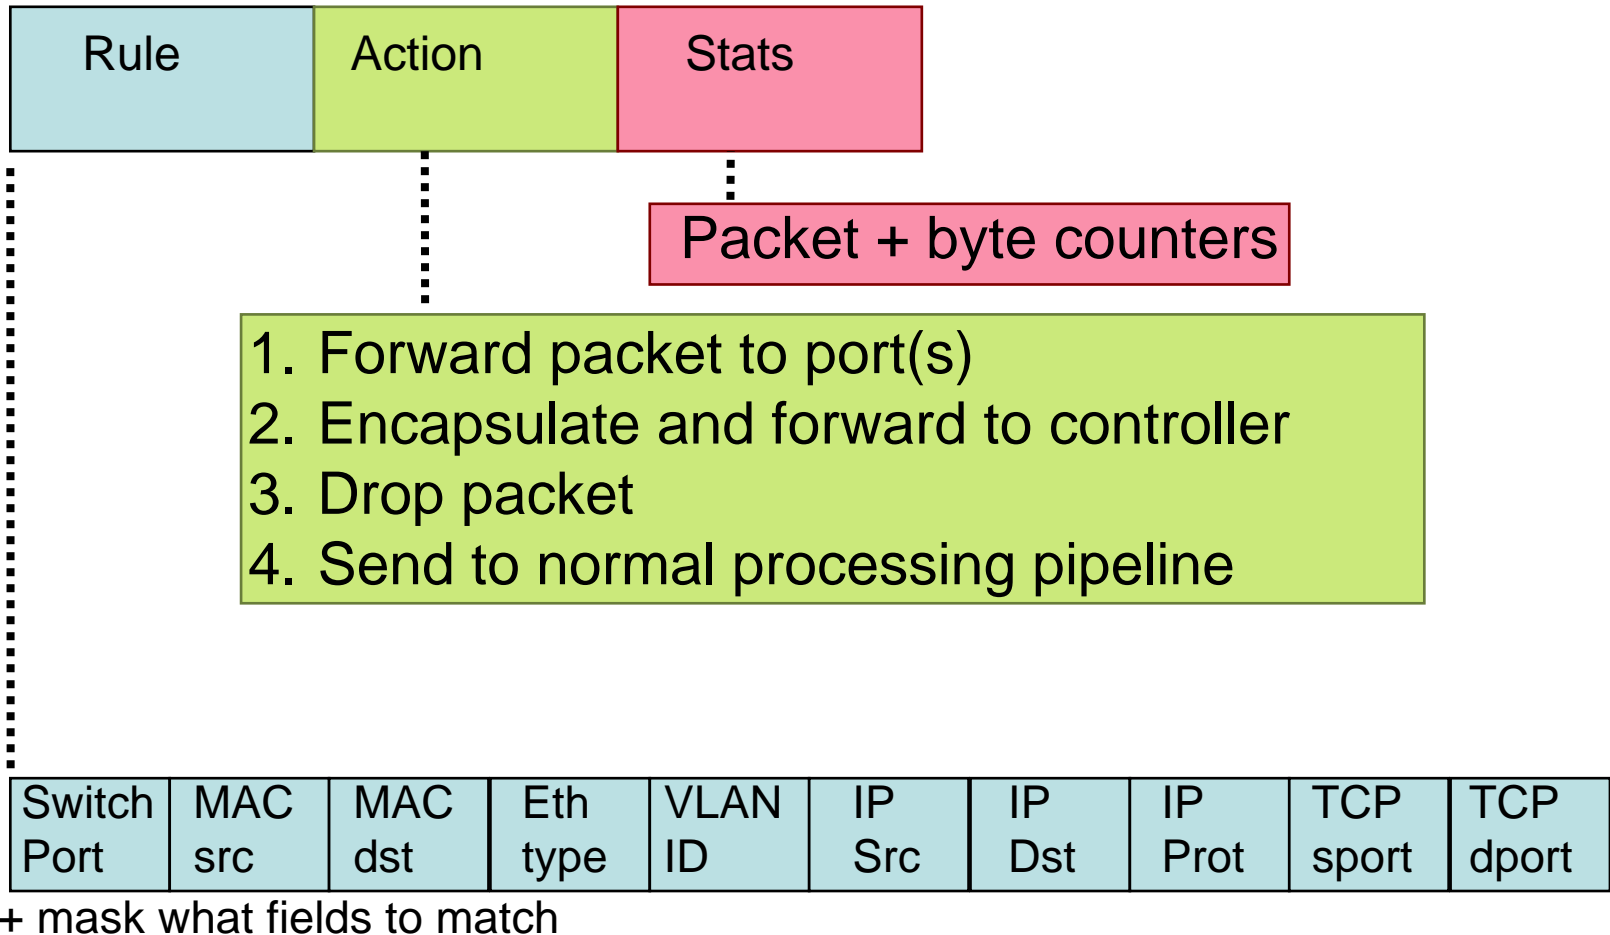 Rule
Action
Stats
Packet + byte counters
1. Forward packet to port(s)
2. Encapsulate and forward to controller
3. Drop packet
4. Send to normal processing pipeline
Switch Port
MAC src
MAC dst
Eth type
VLAN ID
IP Src
IP Dst
IP Prot
TCP sport
TCP dport
+ mask what fields to match